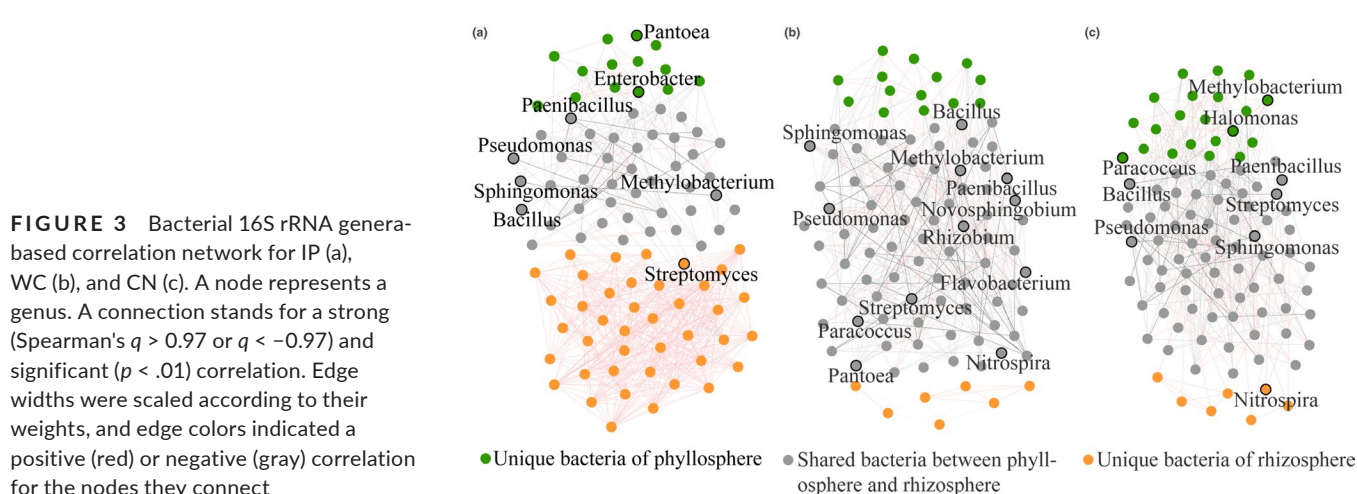 FIGURE 3 Bacterial 16S rRNA genera-
based correlation network for IP (a),
WC (b), and CN (c). A node represents a
genus. A connection stands for a strong
(Spearman's q > 0.97 or q < −0.97) and
significant (p < .01) correlation. Edge
widths were scaled according to their
weights, and edge colors indicated a
positive (red) or negative (gray) correlation
for the nodes they connect
(a)
Pantoea
Enterobacter
Paenibacillus
Pseudomonas
Sphingomonas
Methylobacterium
Bacillus
Streptomyces
(b)
Bacillus
Sphingomonas
Methylobacterium
Paenibacillus
Pseudomonas
Novosphingobium
Rhizobium
Flavobacterium
Streptomyces
Paracoccus
Nitrospira
Pantoea
(c)
Methylobacterium
Halomonas
Paracoccus
Paenibacillus
Bacillus
Streptomyces
Pseudomonas
Sphingomonas
Nitrospira
Unique bacteria of phyllosphere
Shared bacteria between phyll-
osphere and rhizosphere
Unique bacteria of rhizosphere